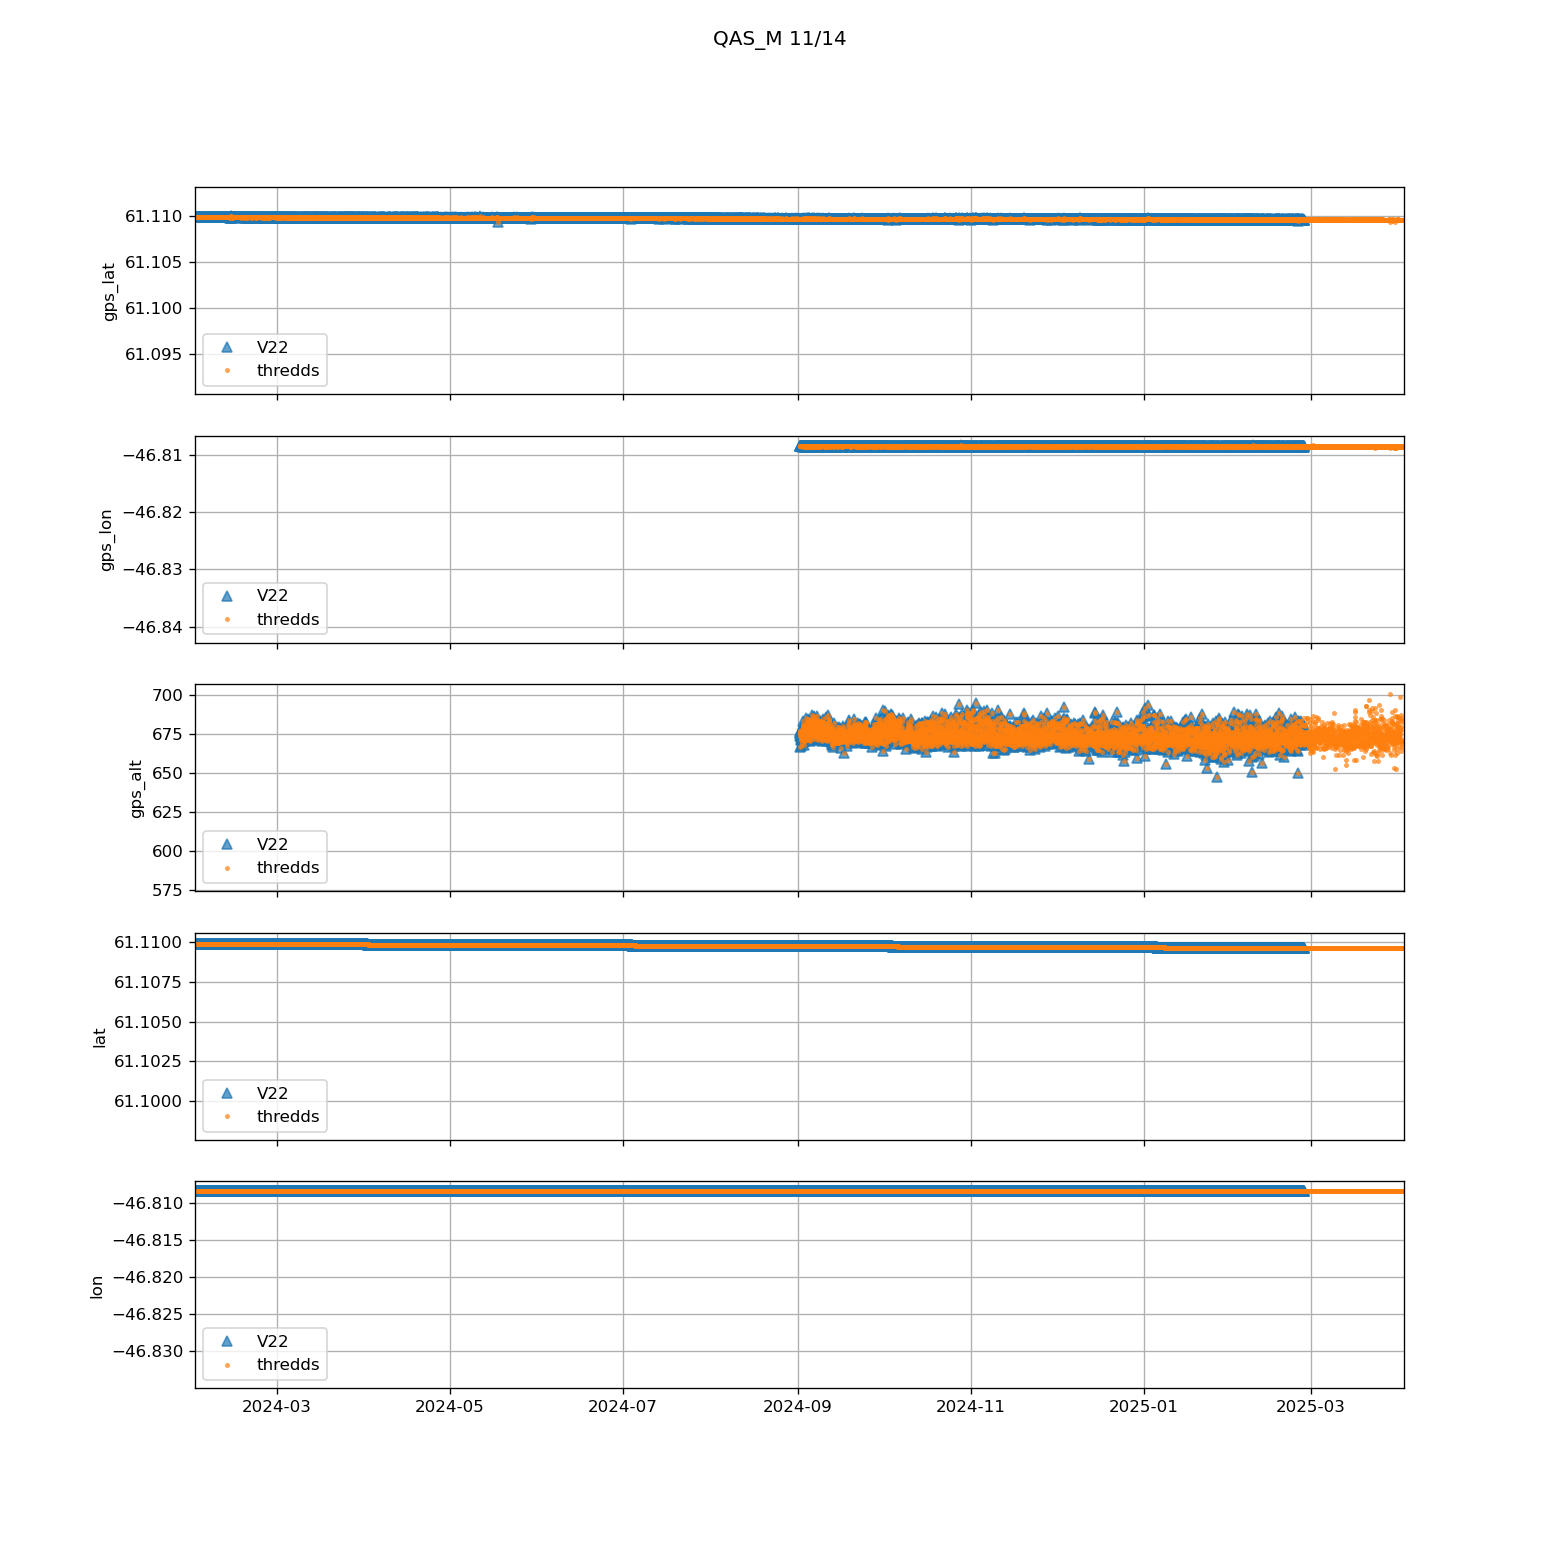 QAS_M 11/14
61.110
61.105
61.100
61.095
gps_lat
V22
thredds
−46.81
−46.82
−46.83
−46.84
gps_lon
V22
thredds
700
675
650
625
600
575
gps_alt
V22
thredds
61.1100
61.1075
61.1050
61.1025
61.1000
lat
V22
thredds
−46.810
−46.815
−46.820
−46.825
−46.830
lon
V22
thredds
2024-03 2024-05 2024-07 2024-09 2024-11 2025-01 2025-03